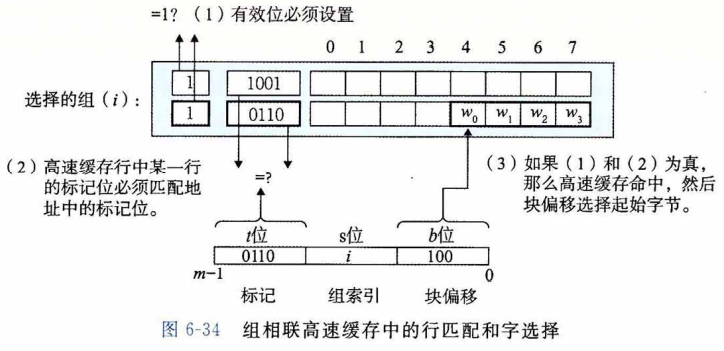 =1? (1) 有效位必须设置
0 1 2 3 4 5 6 7
1 1001
选择的组(i):
1 0110 w₀ w₁ w₂ w₃
(2) 高速缓存行中某一行
的标记位必须匹配地
址中的标记位。
=?
(3) 如果(1)和(2)为真,
那么高速缓存命中,然后
块偏移选择起始字节。
t位 s位 b位
0110 i 100
m-1 0
标记 组索引 块偏移
图 6-34 组相联高速缓存中的行匹配和字选择